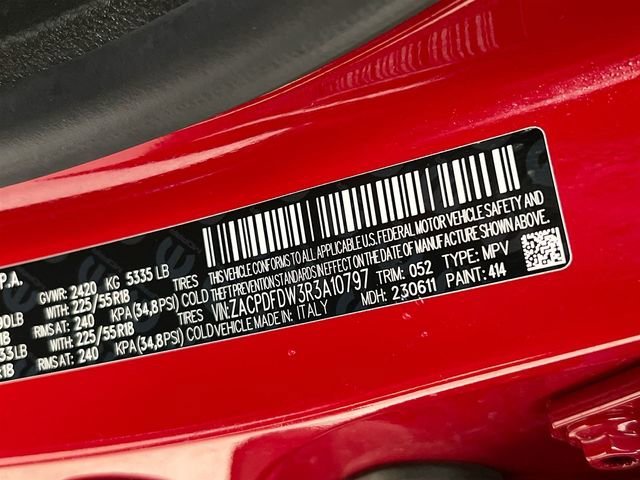 P.A.
GVWR: 2420 KG 5335 LB
WITH: 225/55R18 TIRES
RMS AT: 240 KPA(34,8PSI) COLD
33LB WITH: 225/55R18 TIRES
RMS AT: 240 KPA(34,8PSI) COLD
THIS VEHICLE CONFORMS TO ALL APPLICABLE U.S. FEDERAL MOTOR VEHICLE SAFETY AND
THEFT PREVENTION STANDARDS IN EFFECT ON THE DATE OF MANUFACTURE SHOWN ABOVE.
VIN: ZACPDFDW3R3A10797 TRIM: 052 TYPE: MPV
VEHICLE MADE IN: ITALY MDH: 230611 PAINT: 414